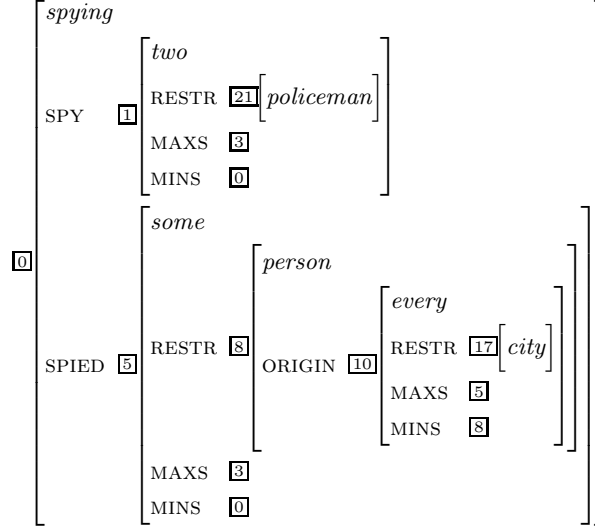 spying
two
RESTR 21 policeman
SPY 1
MAXS 3
MINS 0
some
0
person
every
RESTR 8
RESTR 17 city
SPIED 5
ORIGIN 10
MAXS 5
MINS 8
MAXS 3
MINS 0